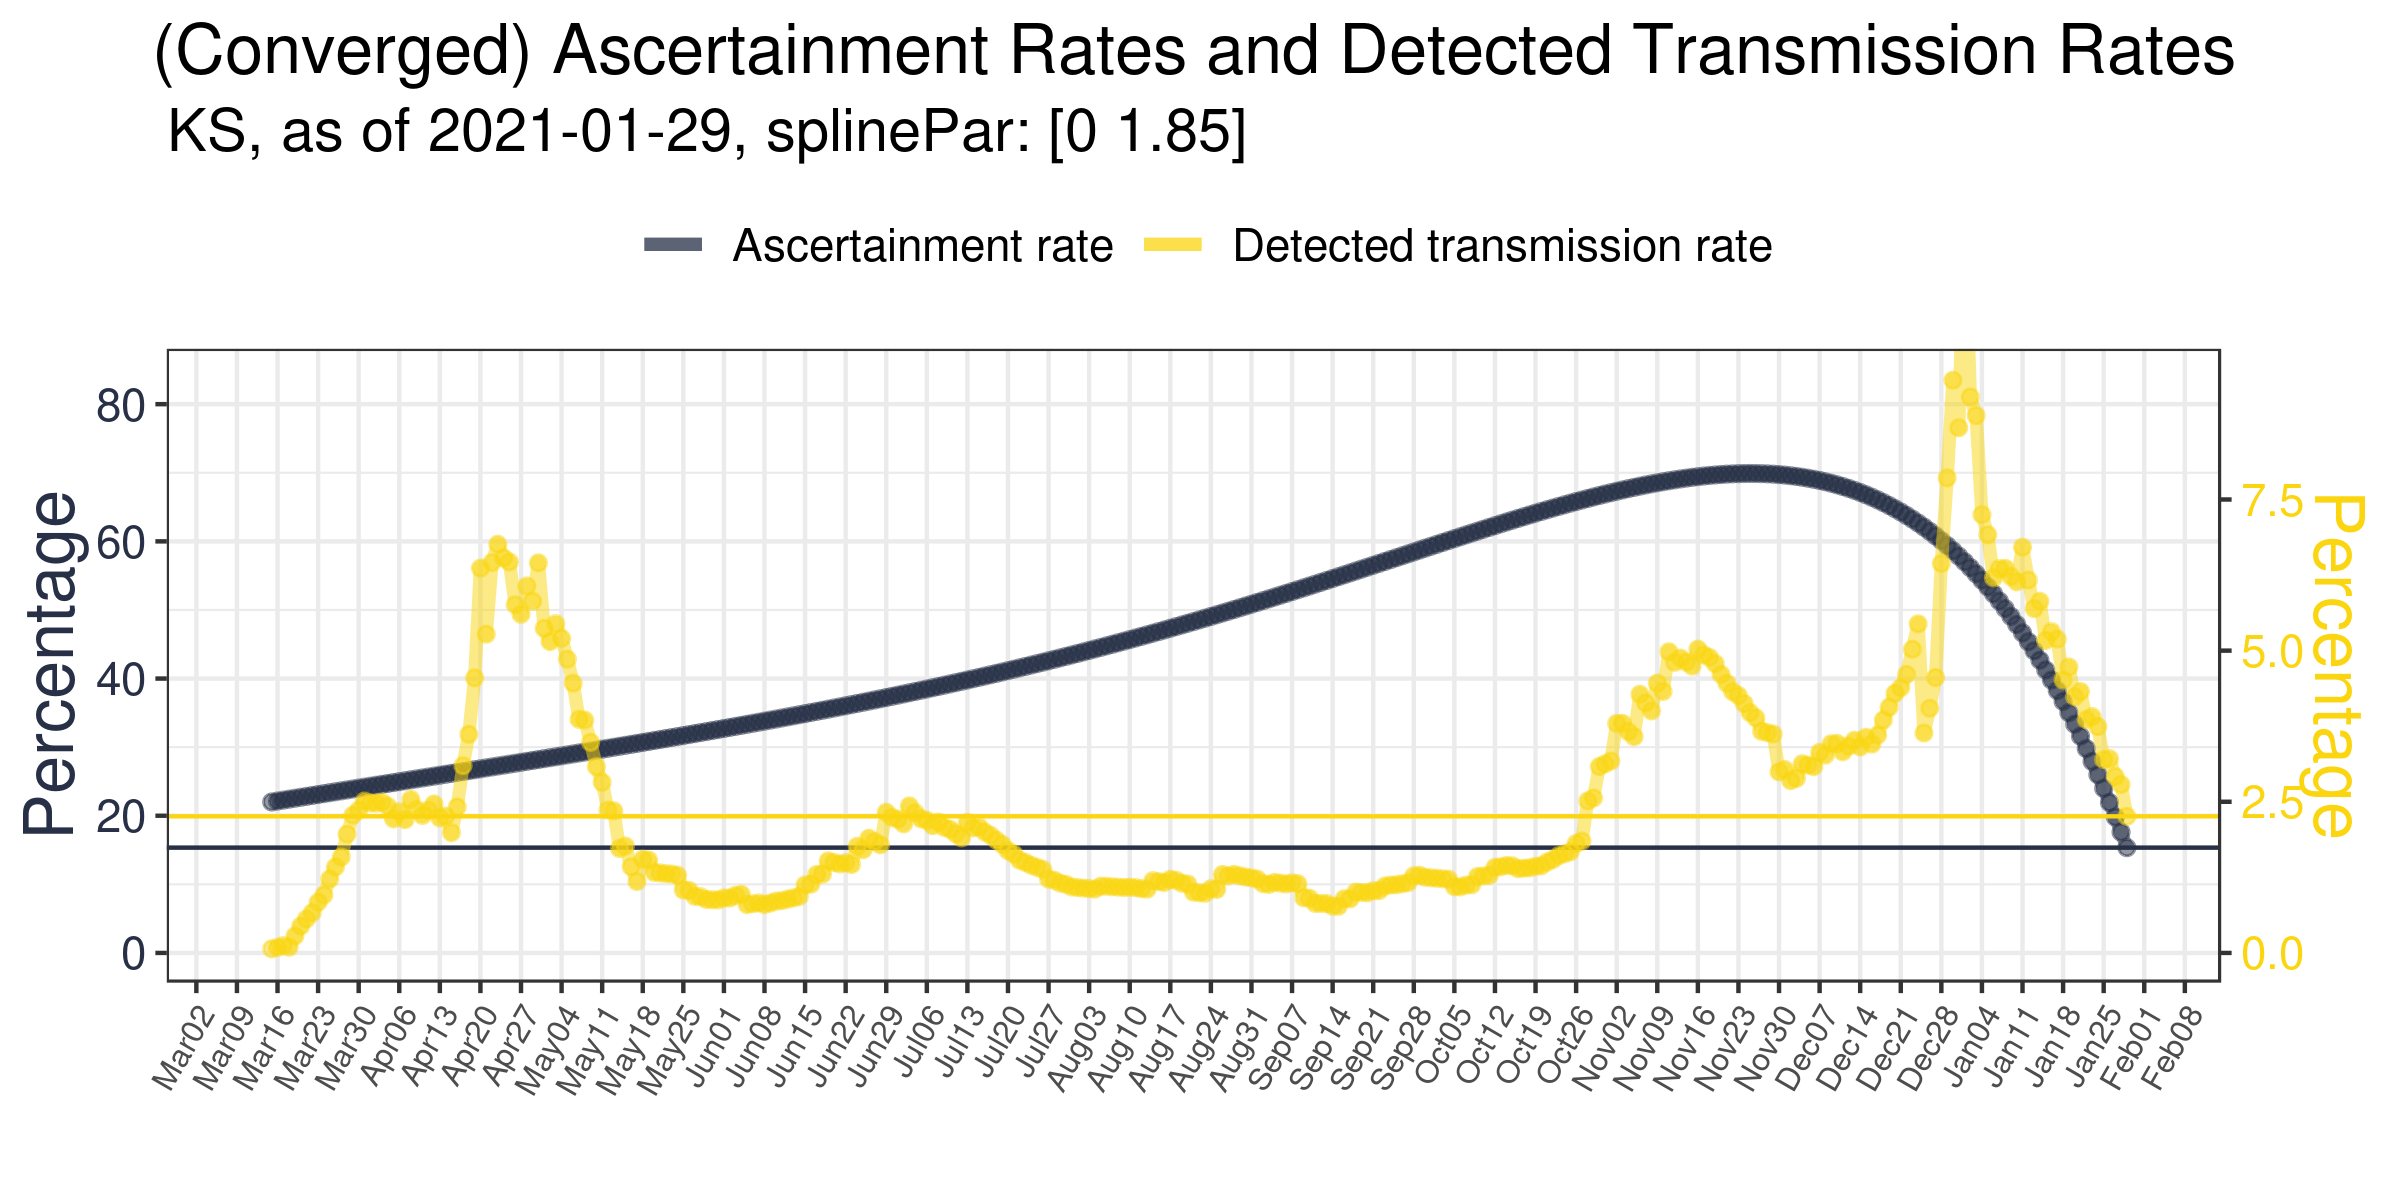 (Converged) Ascertainment Rates and Detected Transmission Rates
KS, as of 2021-01-29, splinePar: [0 1.85]
Ascertainment rate
Detected transmission rate
Percentage
80
60
40
20
0
7.5
5.0
2.5
0.0
Percentage
Mar02
Mar09
Mar16
Mar23
Mar30
Apr06
Apr13
Apr20
Apr27
May04
May11
May18
May25
Jun01
Jun08
Jun15
Jun22
Jun29
Jul06
Jul13
Jul20
Jul27
Aug03
Aug10
Aug17
Aug24
Aug31
Sep07
Sep14
Sep21
Sep28
Oct05
Oct12
Oct19
Oct26
Nov02
Nov09
Nov16
Nov23
Nov30
Dec07
Dec14
Dec21
Dec28
Jan04
Jan11
Jan18
Jan25
Feb01
Feb08